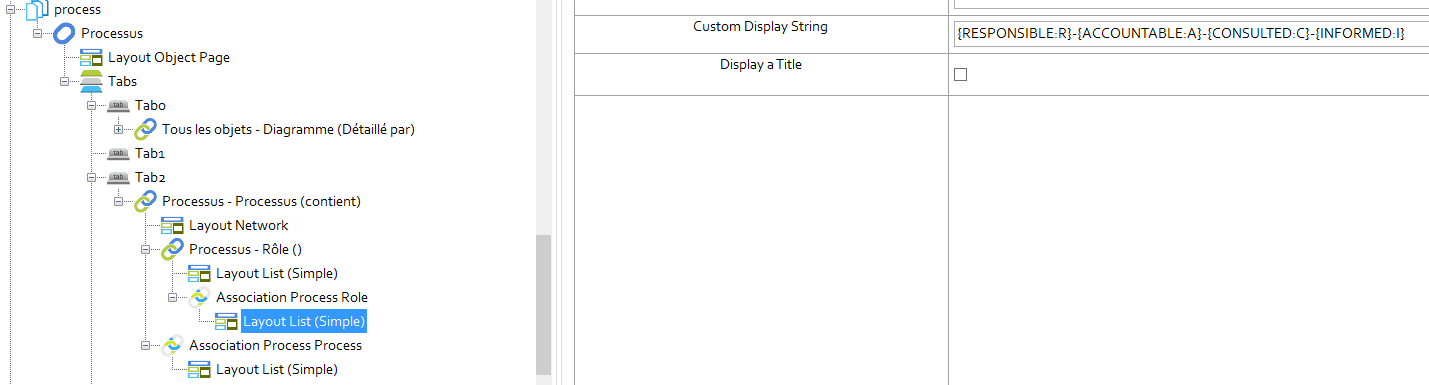 process
Processus
Layout Object Page
Tabs
tab Tab0
Tous les objets - Diagramme (Détaillé par)
tab Tab1
tab Tab2
Processus - Processus (contient)
Layout Network
Processus - Rôle ()
Layout List (Simple)
Association Process Role
Layout List (Simple)
Association Process Process
Layout List (Simple)
Custom Display String
{RESPONSIBLE:R}-{ACCOUNTABLE:A}-{CONSULTED:C}-{INFORMED:I}
Display a Title